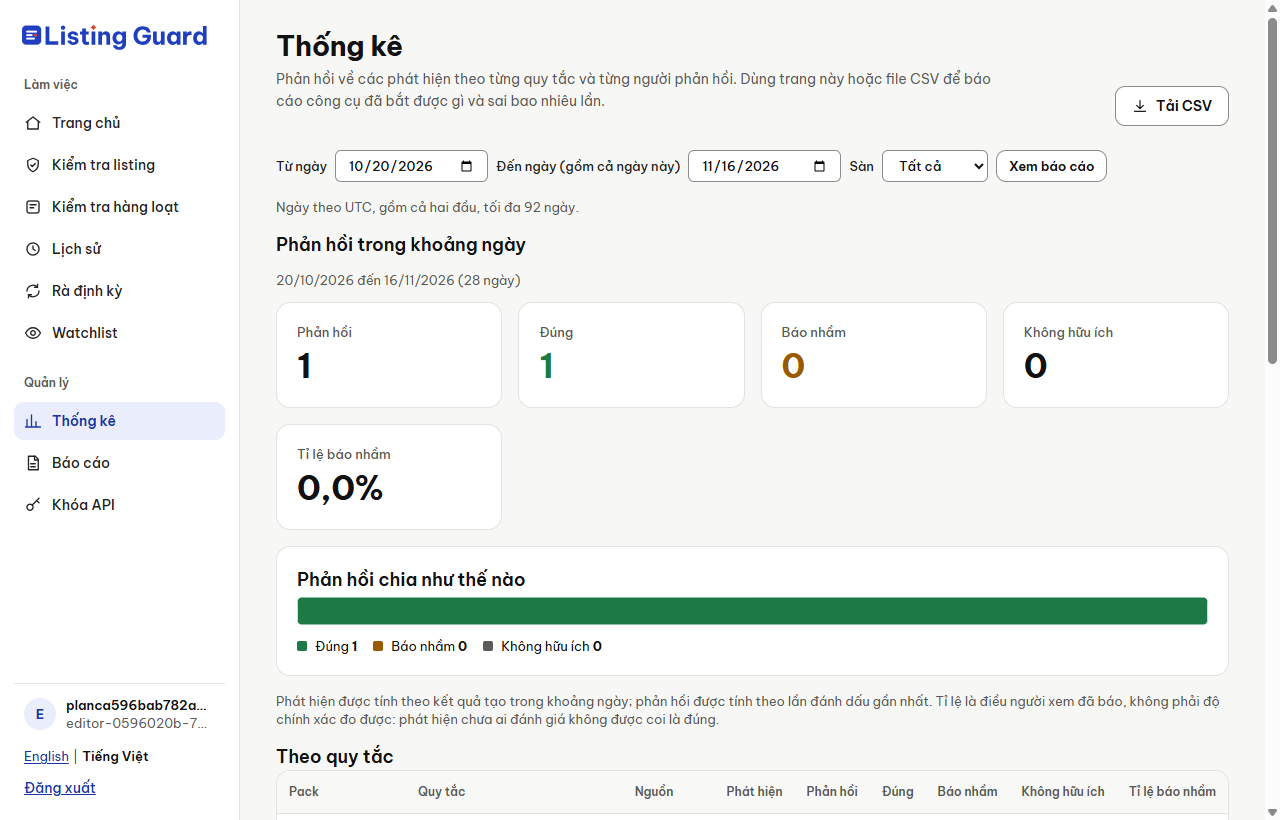 Listing Guard
Làm việc
Trang chủ
Kiểm tra listing
Kiểm tra hàng loạt
Lịch sử
Rà định kỳ
Watchlist
Quản lý
Thống kê
Báo cáo
Khóa API
E
planca596bab782a...
editor-0596020b-7...
English | Tiếng Việt
Đăng xuất
Thống kê
Phản hồi về các phát hiện theo từng quy tắc và từng người phản hồi. Dùng trang này hoặc file CSV để báo
cáo công cụ đã bắt được gì và sai bao nhiêu lần.
Tải CSV
Từ ngày 10/20/2026 Đến ngày (gồm cả ngày này) 11/16/2026 Sàn Tất cả Xem báo cáo
Ngày theo UTC, gồm cả hai đầu, tối đa 92 ngày.
Phản hồi trong khoảng ngày
20/10/2026 đến 16/11/2026 (28 ngày)
Phản hồi
1
Đúng
1
Báo nhầm
0
Không hữu ích
0
Tỉ lệ báo nhầm
0,0%
Phản hồi chia như thế nào
Đúng 1 Báo nhầm 0 Không hữu ích 0
Phát hiện được tính theo kết quả tạo trong khoảng ngày; phản hồi được tính theo lần đánh dấu gần nhất. Tỉ lệ là điều người xem đã báo, không phải độ
chính xác đo được: phát hiện chưa ai đánh giá không được coi là đúng.
Theo quy tắc
Pack Quy tắc Nguồn Phát hiện Phản hồi Đúng Báo nhầm Không hữu ích Tỉ lệ báo nhầm